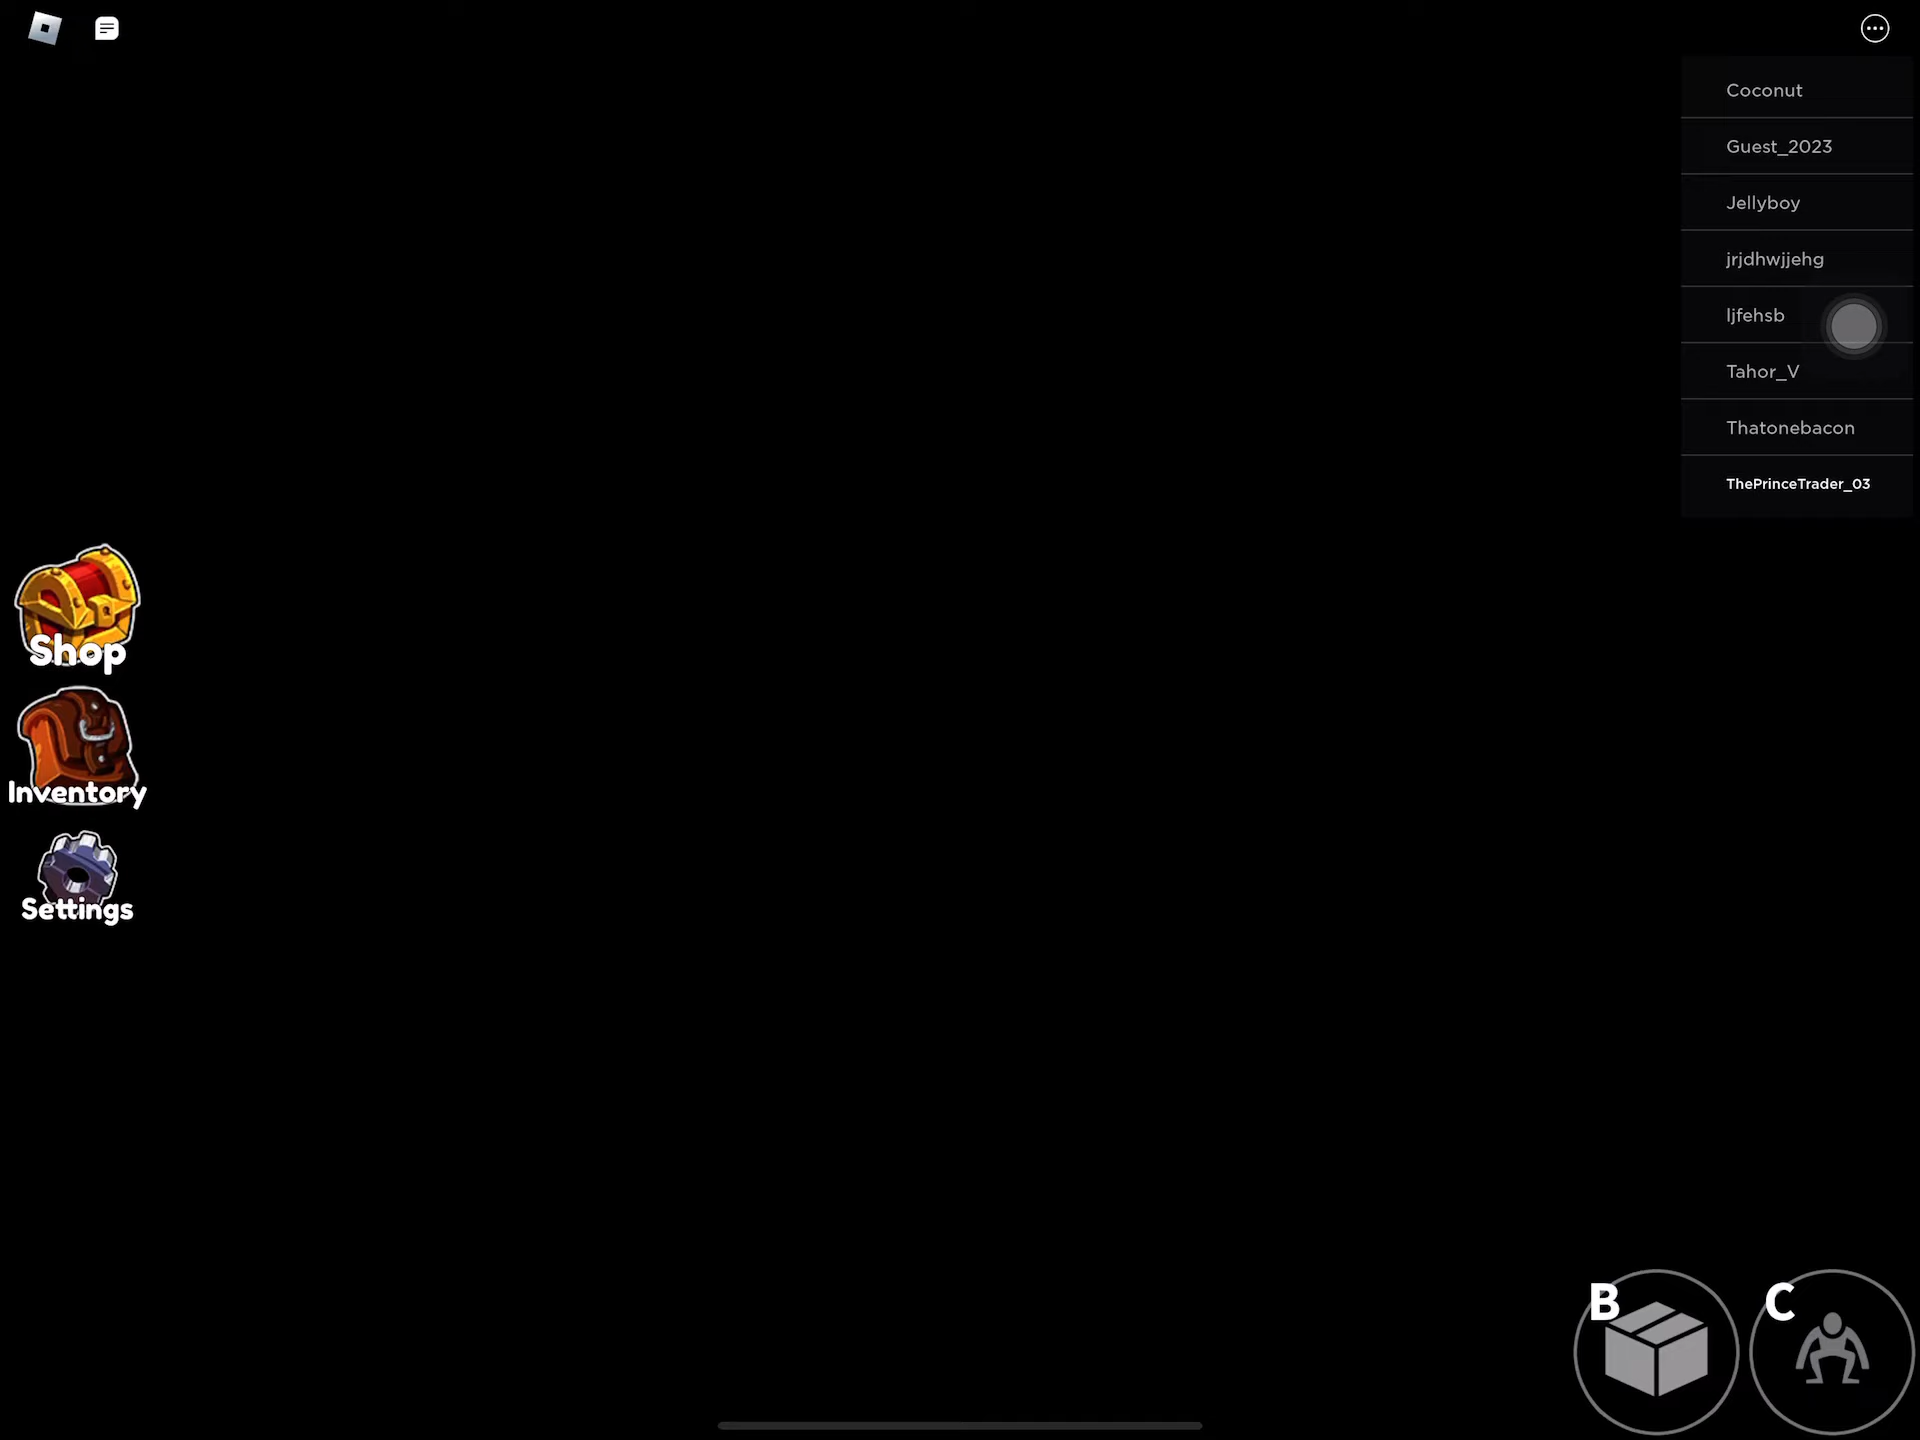 Coconut
Guest_2023
Jellyboy
jrjdhwjjehg
ljfehsb
Tahor_V
Thatonebacon
ThePrinceTrader_03
Shop
Inventory
Settings
B
C